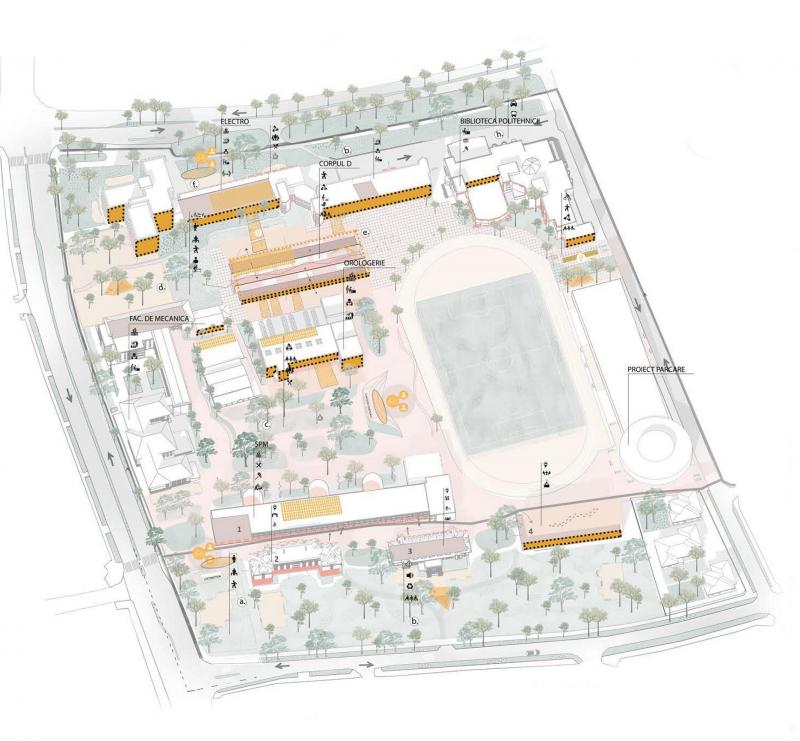 ELECTRO
BIBLIOTECA POLITEHNICII
h.
b.
CORPUL D
f.
e.
OROLOGERIE
d.
FAC. DE MECANICA
PROIECT PARCARE
c.
SPM
1
4
2
3
a.
b.